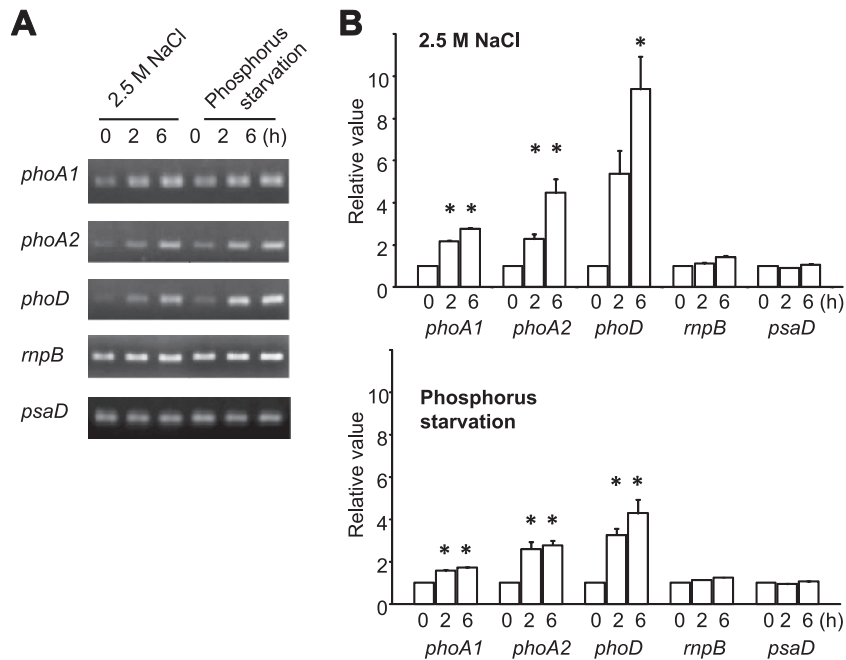 A
2.5 M NaCl
Phosphorus
starvation
0 2 6 0 2 6 (h)
phoA1
phoA2
phoD
rnpB
psaD
B
2.5 M NaCl
Relative value
10
8
6
4
2
0
* * * * *
0 2 6 0 2 6 0 2 6 0 2 6 0 2 6 (h)
phoA1 phoA2 phoD rnpB psaD
Phosphorus
starvation
Relative value
10
8
6
4
2
0
* * * * * *
0 2 6 0 2 6 0 2 6 0 2 6 0 2 6 (h)
phoA1 phoA2 phoD rnpB psaD